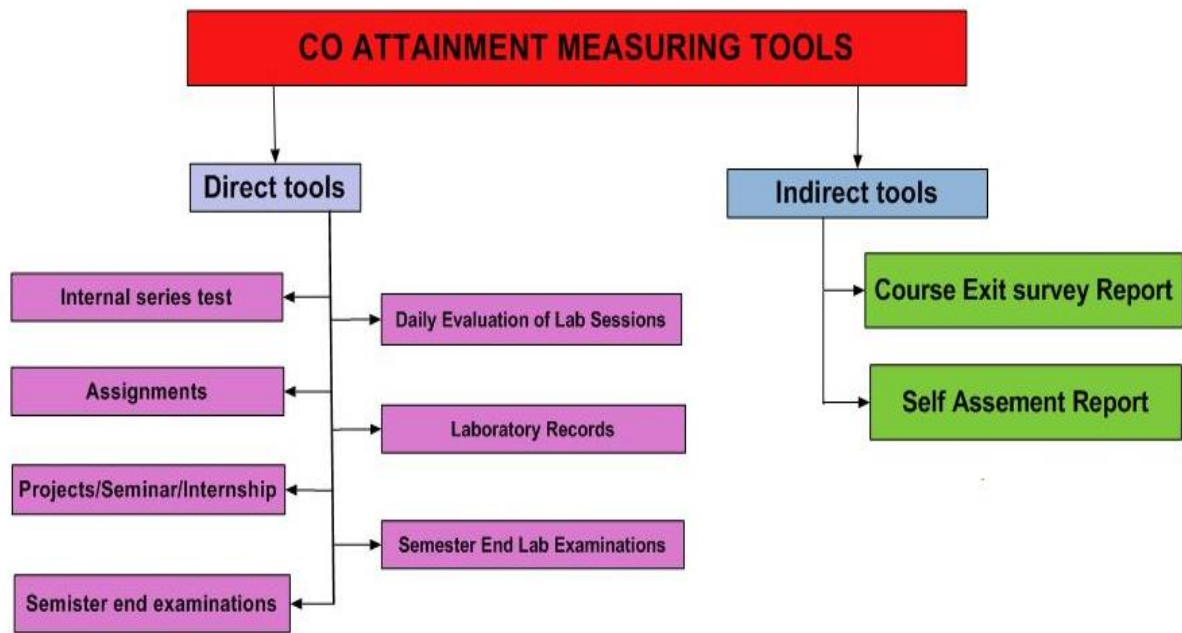 CO ATTAINMENT MEASURING TOOLS
Direct tools
Indirect tools
Internal series test
Daily Evaluation of Lab Sessions
Assignments
Laboratory Records
Projects/Seminar/Internship
Semester End Lab Examinations
Semister end examinations
Course Exit survey Report
Self Assement Report